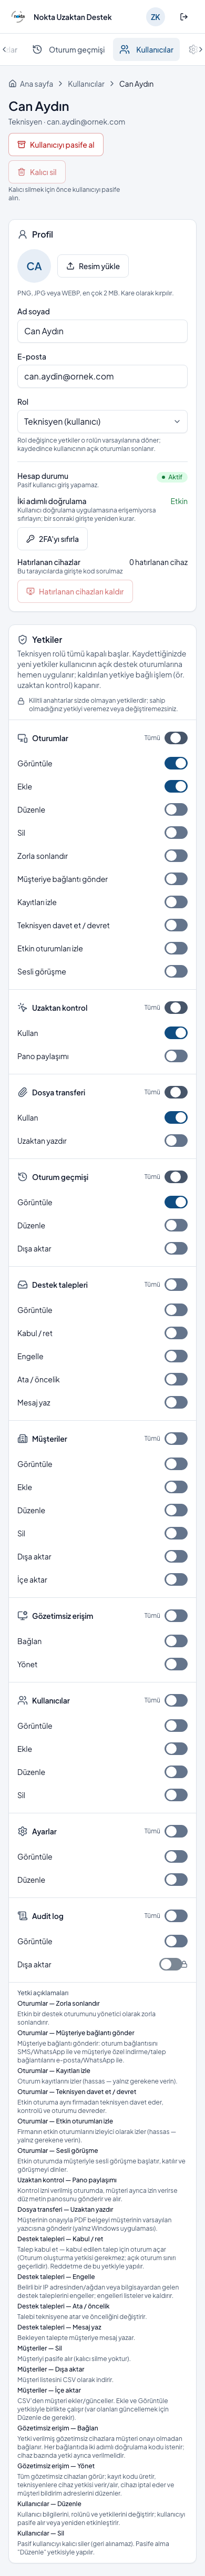 Nokta Uzaktan Destek
ZK
Oturum geçmişi
Kullanıcılar
Ana sayfa
Kullanıcılar
Can Aydın
Can Aydın
Teknisyen · can.aydin@ornek.com
Kullanıcıyı pasife al
Kalıcı sil
Kalıcı silmek için önce kullanıcıyı pasife
alın.
Profil
CA
Resim yükle
PNG, JPG veya WEBP, en çok 2 MB. Kare olarak kırpılır.
Ad soyad
Can Aydın
E-posta
can.aydin@ornek.com
Rol
Teknisyen (kullanıcı)
Rol değişince yetkiler o rolün varsayılanına döner;
kaydedince kullanıcının açık oturumları sonlanır.
Hesap durumu
Aktif
Pasif kullanıcı giriş yapamaz.
İki adımlı doğrulama
Etkin
Kullanıcı doğrulama uygulamasına erişemiyorsa
sıfırlayın; bir sonraki girişte yeniden kurar.
2FA'yı sıfırla
Hatırlanan cihazlar
0 hatırlanan cihaz
Bu tarayıcılarda girişte kod sorulmaz
Hatırlanan cihazları kaldır
Yetkiler
Teknisyen rolü tümü kapalı başlar. Kaydettiğinizde
yeni yetkiler kullanıcının açık destek oturumlarına
hemen uygulanır; kaldırılan yetkiye bağlı işlem (ör.
uzaktan kontrol) kapanır.
Kilitli anahtarlar sizde olmayan yetkilerdir; sahip
olmadığınız yetkiyi veremez veya değiştiremezsiniz.
Oturumlar
Tümü
Görüntüle
Ekle
Düzenle
Sil
Zorla sonlandır
Müşteriye bağlantı gönder
Kayıtları izle
Teknisyen davet et / devret
Etkin oturumları izle
Sesli görüşme
Uzaktan kontrol
Tümü
Kullan
Pano paylaşımı
Dosya transferi
Tümü
Kullan
Uzaktan yazdır
Oturum geçmişi
Tümü
Görüntüle
Düzenle
Dışa aktar
Destek talepleri
Tümü
Görüntüle
Kabul / ret
Engelle
Ata / öncelik
Mesaj yaz
Müşteriler
Tümü
Görüntüle
Ekle
Düzenle
Sil
Dışa aktar
İçe aktar
Gözetimsiz erişim
Tümü
Bağlan
Yönet
Kullanıcılar
Tümü
Görüntüle
Ekle
Düzenle
Sil
Ayarlar
Tümü
Görüntüle
Düzenle
Audit log
Tümü
Görüntüle
Dışa aktar
Yetki açıklamaları
Oturumlar — Zorla sonlandır
Etkin bir destek oturumunu yönetici olarak zorla
sonlandırır.
Oturumlar — Müşteriye bağlantı gönder
Müşteriye bağlantı gönderir: oturum bağlantısını
SMS/WhatsApp ile ve müşteriye özel indirme/talep
bağlantılarını e-posta/WhatsApp ile.
Oturumlar — Kayıtları izle
Oturum kayıtlarını izler (hassas — yalnız gerekene verin).
Oturumlar — Teknisyen davet et / devret
Etkin oturuma aynı firmadan teknisyen davet eder,
kontrolü ve oturumu devreder.
Oturumlar — Etkin oturumları izle
Firmanın etkin oturumlarını izleyici olarak izler (hassas —
yalnız gerekene verin).
Oturumlar — Sesli görüşme
Etkin oturumda müşteriyle sesli görüşme başlatır, katılır ve
görüşmeyi dinler.
Uzaktan kontrol — Pano paylaşımı
Kontrol izni verilmiş oturumda, müşteri ayrıca izin verirse
düz metin panosunu gönderir ve alır.
Dosya transferi — Uzaktan yazdır
Müşterinin onayıyla PDF belgeyi müşterinin varsayılan
yazıcısına gönderir (yalnız Windows uygulaması).
Destek talepleri — Kabul / ret
Talep kabul et — kabul edilen talep için oturum açar
(Oturum oluşturma yetkisi gerekmez; açık oturum sınırı
geçerlidir). Reddetme de bu yetkiyle yapılır.
Destek talepleri — Engelle
Belirli bir IP adresinden/ağdan veya bilgisayardan gelen
destek taleplerini engeller; engelleri listeler ve kaldırır.
Destek talepleri — Ata / öncelik
Talebi teknisyene atar ve önceliğini değiştirir.
Destek talepleri — Mesaj yaz
Bekleyen talepte müşteriye mesaj yazar.
Müşteriler — Sil
Müşteriyi pasife alır (kalıcı silme yoktur).
Müşteriler — Dışa aktar
Müşteri listesini CSV olarak indirir.
Müşteriler — İçe aktar
CSV'den müşteri ekler/günceller. Ekle ve Görüntüle
yetkisiyle birlikte çalışır (var olanları güncellemek için
Düzenle de gerekir).
Gözetimsiz erişim — Bağlan
Yetki verilmiş gözetimsiz cihazlara müşteri onayı olmadan
bağlanır. Her bağlantıda iki adımlı doğrulama kodu istenir;
cihaz bazında yetki ayrıca verilmelidir.
Gözetimsiz erişim — Yönet
Tüm gözetimsiz cihazları görür; kayıt kodu üretir,
teknisyenlere cihaz yetkisi verir/alır, cihazı iptal eder ve
müşteri bildirim adreslerini düzenler.
Kullanıcılar — Düzenle
Kullanıcı bilgilerini, rolünü ve yetkilerini değiştirir; kullanıcıyı
pasife alır veya yeniden etkinleştirir.
Kullanıcılar — Sil
Pasif kullanıcıyı kalıcı siler (geri alınamaz). Pasife alma
"Düzenle" yetkisiyle yapılır.